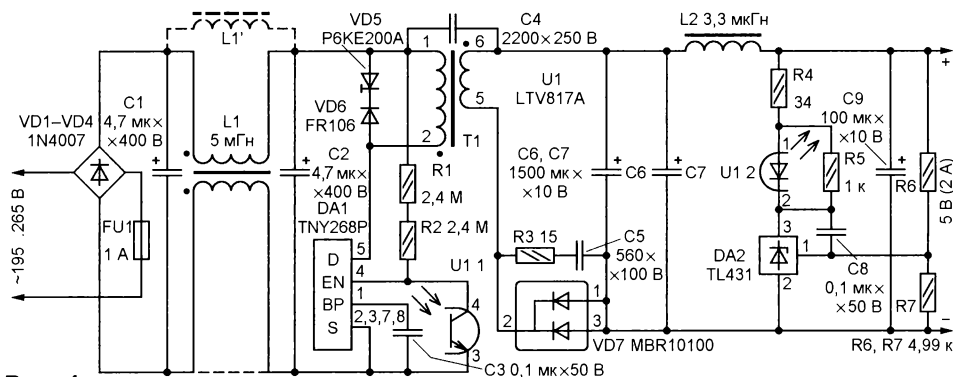 L1'
VD5
P6KE200A
C4
2200×250 В
L2 3,3 мкГн
VD1–VD4
1N4007
C1
4,7 мк×
×400 В
L1
5 мГн
VD6
FR106
C2
4,7 мк×
×400 В
1
2
6
5
T1
U1
LTV817A
R4
34
C9
100 мк×
×10 В
+
~195...265 В
FU1
1 А
DA1
TNY268P
R1
2,4 М
R2 2,4 М
C6, C7
1500 мк×
×10 В
C6
C7
U1 2
1
2
R5
1 к
R6
5 В (2 А)
D
EN
BP
S
5
4
1
2,3,7,8
U1 1
4
3
R3 15
C5
560×
×100 В
DA2
TL431
3
1
2
C8
0,1 мк×
×50 В
R7
2
1
3
VD7 MBR10100
–
C3 0,1 мк×50 В
R6, R7 4,99 к